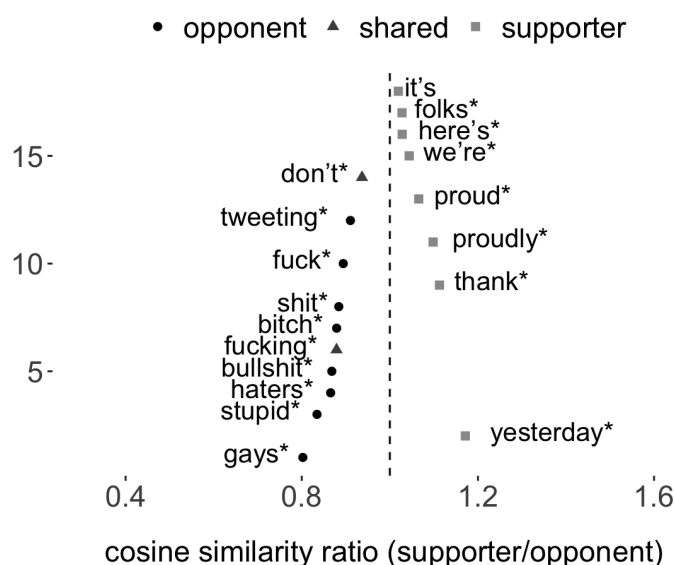 opponent shared supporter
it's
folks*
here's*
15
we're*
don't*
proud*
tweeting*
proudly*
10
fuck*
thank*
shit*
bitch*
fucking*
5
bullshit*
haters*
stupid*
yesterday*
gays*
0.4 0.8 1.2 1.6
cosine similarity ratio (supporter/opponent)